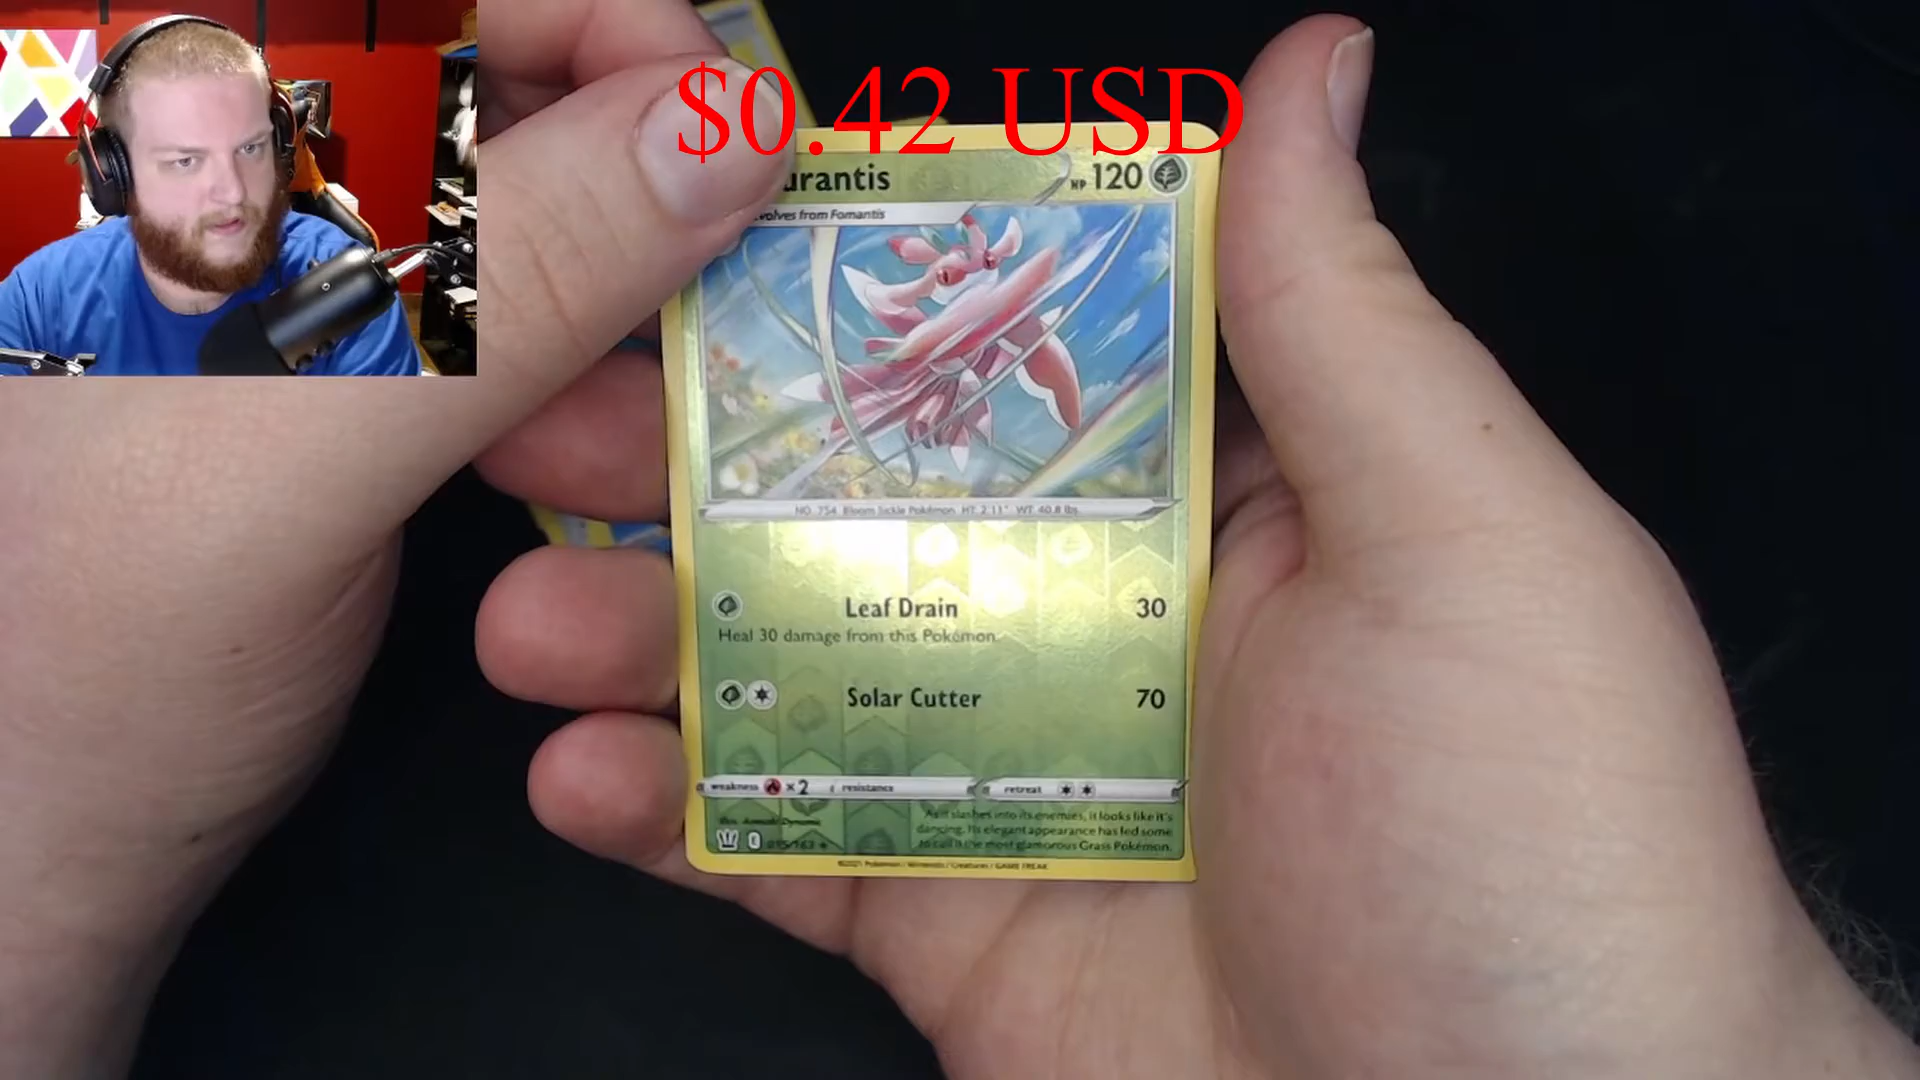 $0.42 USD
urantis HP 120
volves from Fomantis
NO. 754 Bloom Sickle Pokémon HT: 2'11" WT: 40.8 lbs.
Leaf Drain 30
Heal 30 damage from this Pokémon.
Solar Cutter 70
weakness ×2 resistance retreat
As it slashes into its enemies, it looks like it's
dancing. Its elegant appearance has led some
to call it the most glamorous Grass Pokémon.
Illus. Dynamic
E 015/163
©2021 Pokémon / Nintendo / Creatures / GAME FREAK